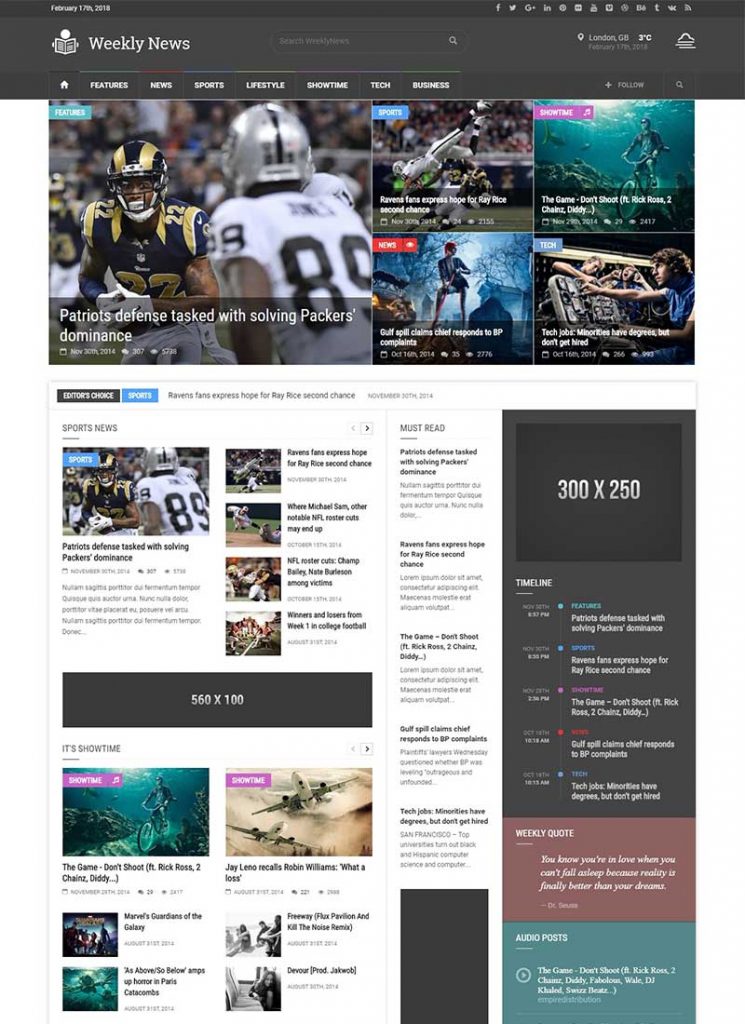 February 17th, 2018
Weekly News
Search WeeklyNews
London, GB 3°C
February 17th, 2018
FEATURES NEWS SPORTS LIFESTYLE SHOWTIME TECH BUSINESS
FOLLOW
FEATURES
Patriots defense tasked with solving Packers'
dominance
Nov 30th, 2014 307 5738
SPORTS
Ravens fans express hope for Ray Rice
second chance
Nov 30th, 2014 24 2155
SHOWTIME
The Game - Don't Shoot (ft. Rick Ross, 2
Chainz, Diddy...)
Nov 29th, 2014 29 2417
NEWS
Gulf spill claims chief responds to BP
complaints
Oct 16th, 2014 35 2776
TECH
Tech jobs: Minorities have degrees, but
don't get hired
Oct 16th, 2014 266 993
EDITOR'S CHOICE SPORTS Ravens fans express hope for Ray Rice second chance NOVEMBER 30TH, 2014
SPORTS NEWS
SPORTS
Patriots defense tasked with solving
Packers' dominance
NOVEMBER 30TH, 2014 307 5738
Nullam sagittis porttitor dui fermentum tempor
Quisque quis auctor urna. Nunc nulla dolor,
porttitor vitae placerat eu, posuere vel arcu.
Nullam sagittis porttitor dui fermentum tempor.
Donec...
Ravens fans express hope
for Ray Rice second chance
NOVEMBER 30TH, 2014
Where Michael Sam, other
notable NFL roster cuts
may end up
OCTOBER 15TH, 2014
NFL roster cuts: Champ
Bailey, Nate Burleson
among victims
OCTOBER 15TH, 2014
Winners and losers from
Week 1 in college football
AUGUST 31ST, 2014
560 X 100
IT'S SHOWTIME
SHOWTIME
The Game - Don't Shoot (ft. Rick Ross, 2
Chainz, Diddy...)
NOVEMBER 29TH, 2014 29 2417
SHOWTIME
Jay Leno recalls Robin Williams: 'What a
loss'
AUGUST 31ST, 2014 221 2988
Marvel's Guardians of the
Galaxy
AUGUST 31ST, 2014
Freeway (Flux Pavilion And
Kill The Noise Remix)
AUGUST 31ST, 2014
'As Above/So Below' amps
up horror in Paris
Catacombs
AUGUST 31ST, 2014
Devour [Prod. Jakwob]
AUGUST 30TH, 2014
MUST READ
Patriots defense tasked
with solving Packers'
dominance
Nullam sagittis porttitor dui
fermentum tempor Quisque
quis auctor urna. Nunc nulla
dolor,...
Ravens fans express hope
for Ray Rice second
chance
Lorem ipsum dolor sit amet,
consectetur adipiscing elit.
Maecenas molestie erat
aliquam volutpat...
The Game – Don't Shoot
(ft. Rick Ross, 2 Chainz,
Diddy...)
Lorem ipsum dolor sit amet,
consectetur adipiscing elit.
Maecenas molestie erat
aliquam volutpat...
Gulf spill claims chief
responds to BP complaints
Plaintiffs' lawyers Wednesday
questioned whether BP
was leveling "outrageous and
unfounded...
Tech jobs: Minorities have
degrees, but don't get hired
SAN FRANCISCO – Top
universities turn out black
and Hispanic computer
science and computer...
300 X 250
TIMELINE
NOV 30TH
8:57 PM
FEATURES
Patriots defense tasked with
solving Packers' dominance
NOV 30TH
8:35 PM
SPORTS
Ravens fans express hope for
Ray Rice second chance
NOV 29TH
2:36 PM
SHOWTIME
The Game – Don't Shoot (ft. Rick
Ross, 2 Chainz, Diddy...)
OCT 16TH
10:18 AM
NEWS
Gulf spill claims chief responds
to BP complaints
OCT 16TH
10:15 AM
TECH
Tech jobs: Minorities have
degrees, but don't get hired
WEEKLY QUOTE
You know you're in love when you
can't fall asleep because reality is
finally better than your dreams.
— Dr. Seuss
AUDIO POSTS
The Game - Don't Shoot (ft. Rick Ross, 2
Chainz, Diddy, Fabolous, Wale, DJ
Khaled, Swizz Beatz...)
empiredistribution